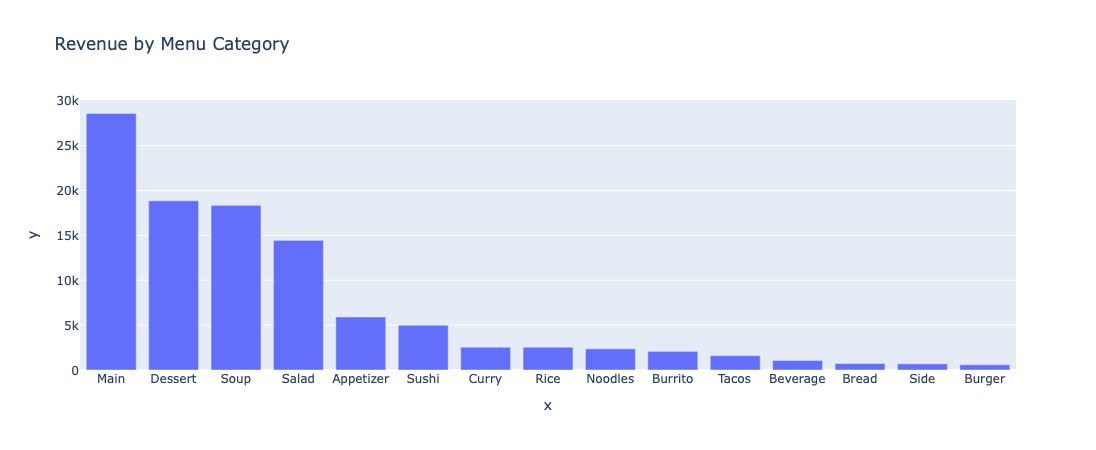 Revenue by Menu Category
30k
25k
20k
15k
10k
5k
0
y
Main Dessert Soup Salad Appetizer Sushi Curry Rice Noodles Burrito Tacos Beverage Bread Side Burger
x